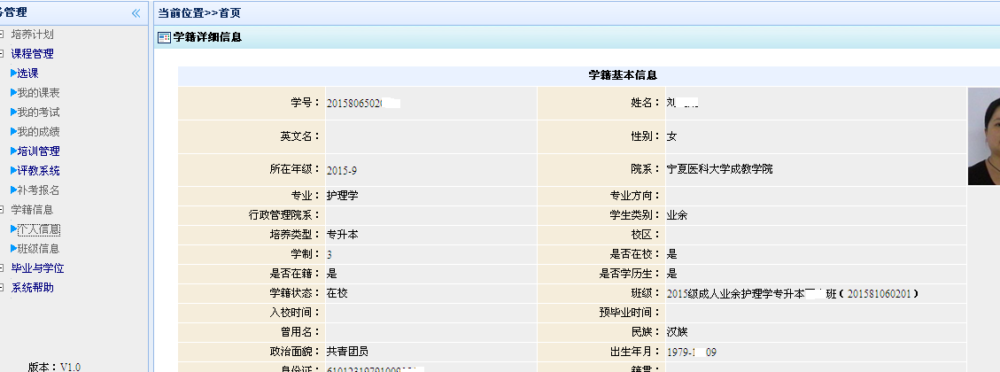 务管理
当前位置>>首页
培养计划
学籍详细信息
课程管理
选课
我的课表
我的考试
我的成绩
培训管理
评教系统
补考报名
学籍信息
个人信息
班级信息
毕业与学位
系统帮助
版本：V1.0
学籍基本信息
学号： 2015806502 姓名： 刘
英文名： 性别： 女
所在年级： 2015-9 院系： 宁夏医科大学成教学院
专业： 护理学 专业方向：
行政管理院系： 学生类别： 业余
培养类型： 专升本 校区：
学制： 3 是否在校： 是
是否在籍： 是 是否学历生： 是
学籍状态： 在校 班级： 2015级成人业余护理学专升本 班（201581060201）
入校时间： 预毕业时间：
曾用名： 民族： 汉族
政治面貌： 共青团员 出生年月： 1979-1 09
身份证： 籍贯：